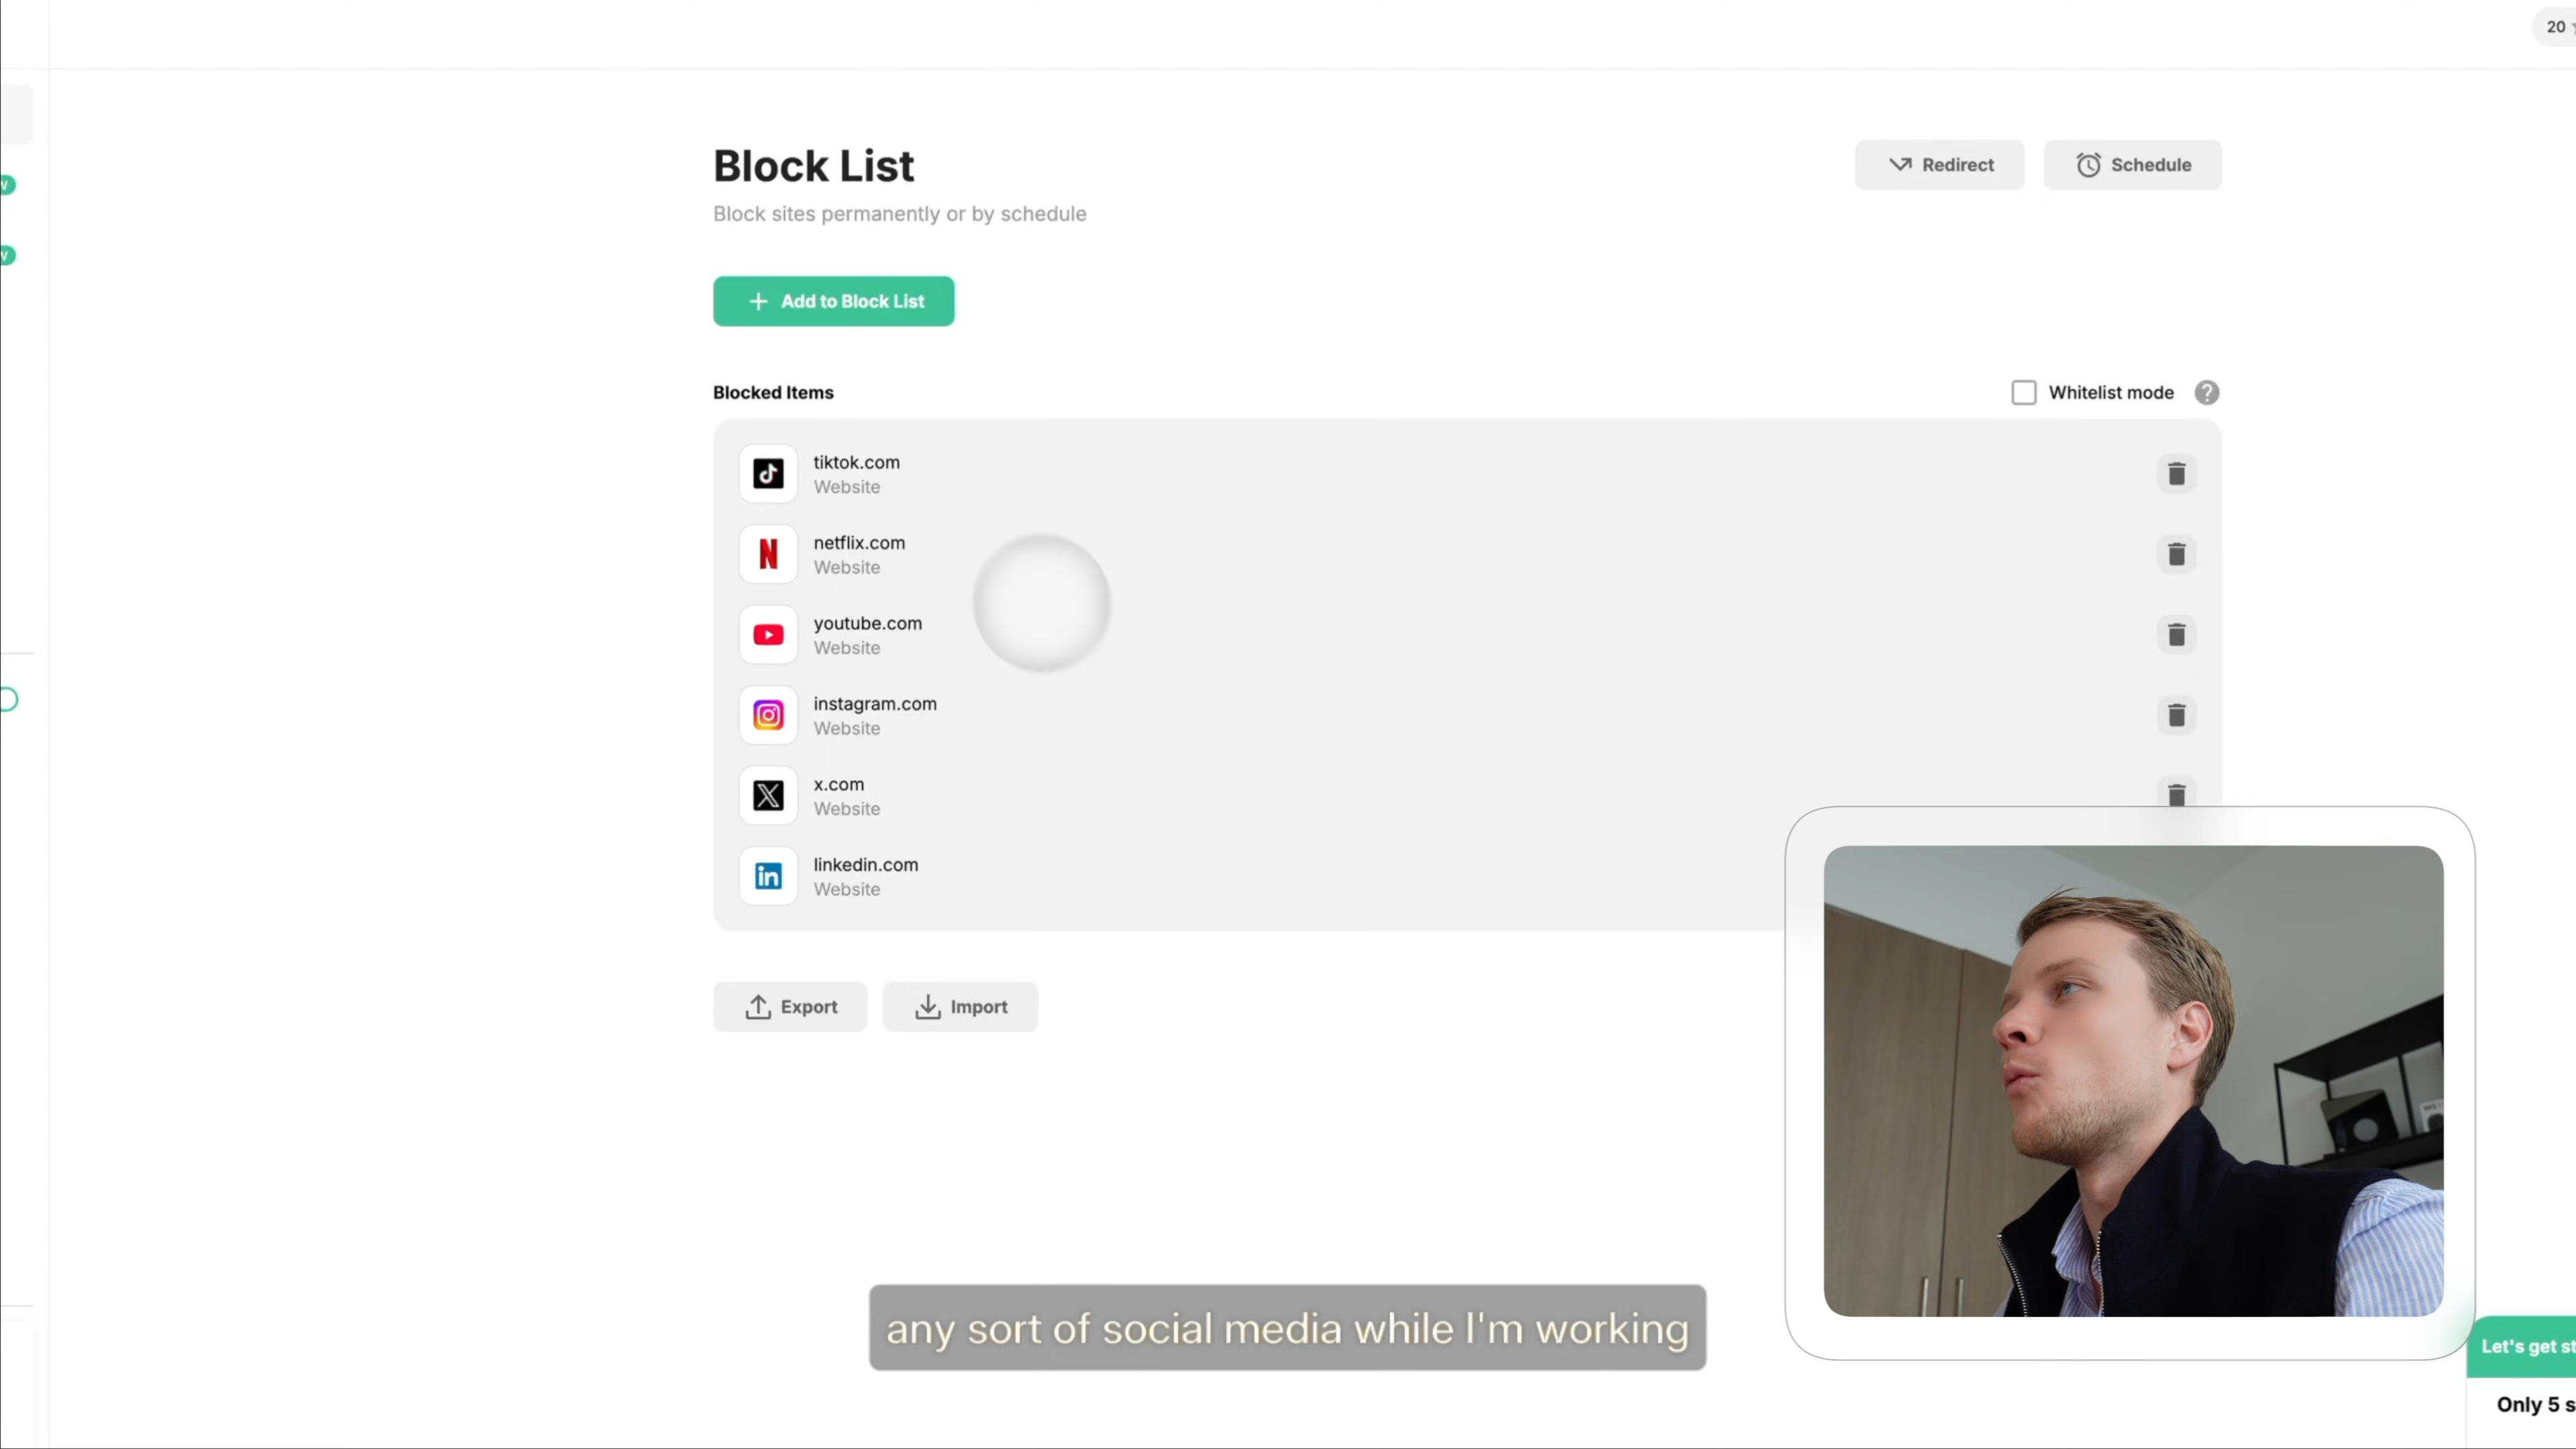 20
Block List
Redirect
Schedule
Block sites permanently or by schedule
Add to Block List
Blocked Items
Whitelist mode
tiktok.com
Website
netflix.com
Website
youtube.com
Website
instagram.com
Website
x.com
Website
linkedin.com
Website
Export
Import
any sort of social media while I'm working
Let's get st
Only 5 s